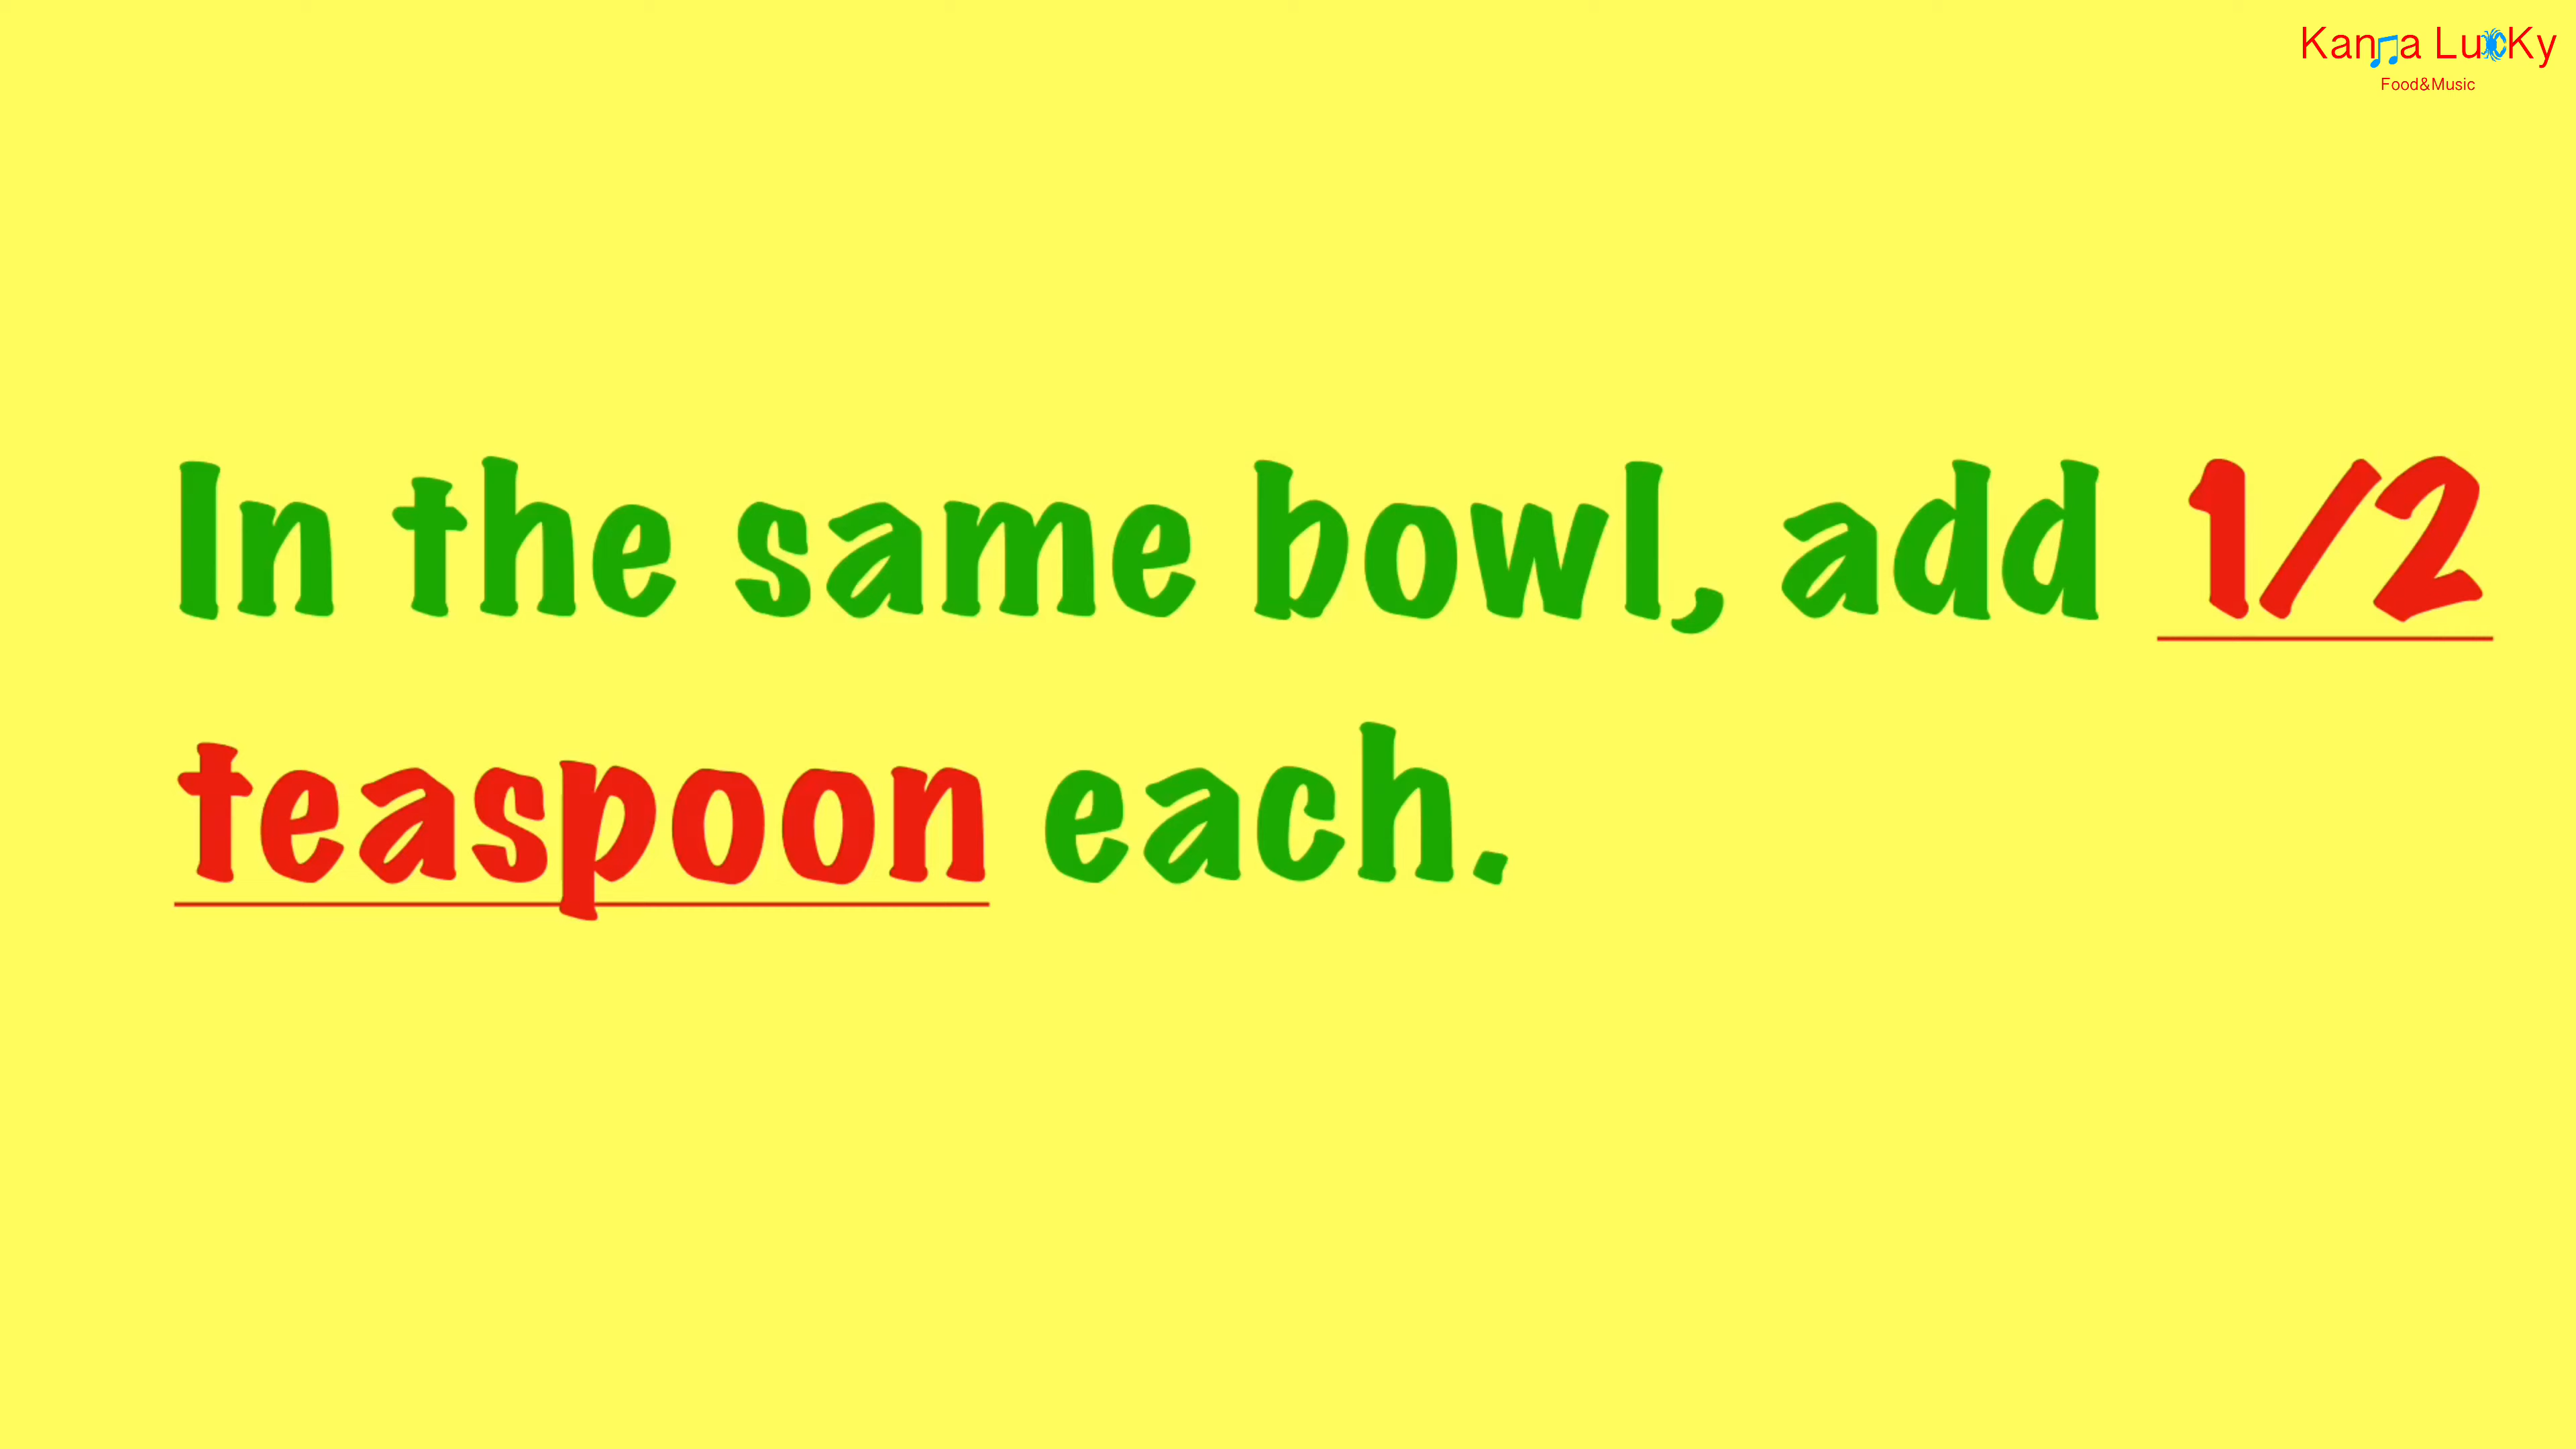 Kanna LucKy
Food&Music
In the same bowl, add 1/2
teaspoon each.